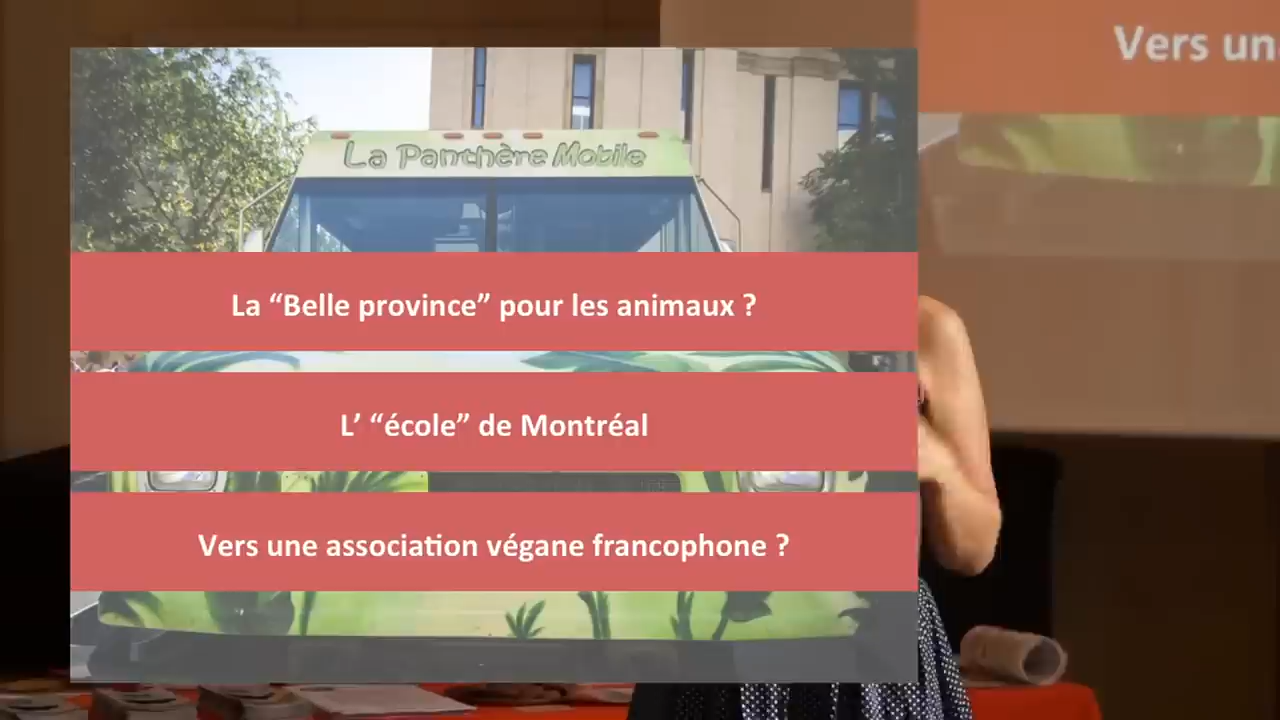 Vers un
La Panthère Mobile
La “Belle province” pour les animaux ?
L’ “école” de Montréal
Vers une association végane francophone ?